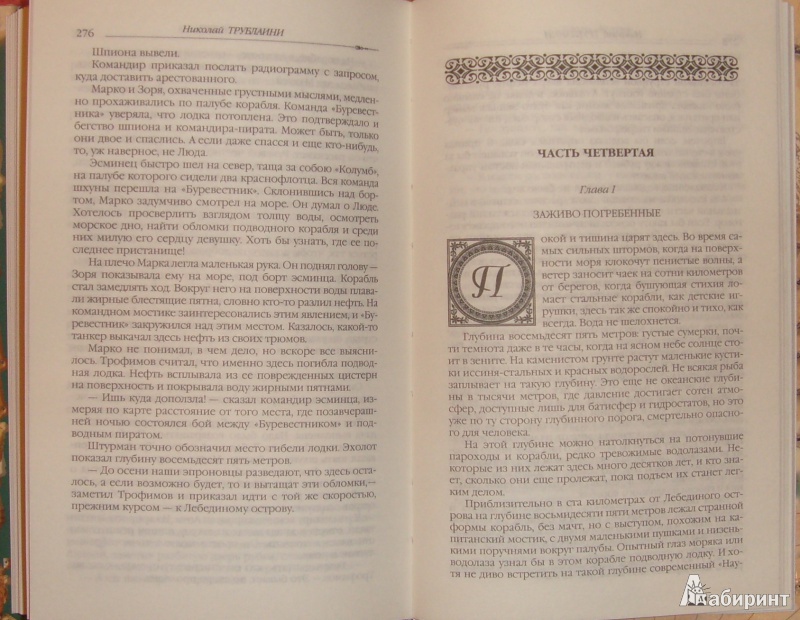 276
Николай ТРУБЛАИНИ
Шпиона вывели.
Командир приказал послать радиограмму с запросом,
куда доставить арестованного.
Марко и Зоря, охваченные грустными мыслями, медлен-
но прохаживались по палубе корабля. Команда «Буревест-
ника» уверяла, что лодка потоплена. Это подтверждало и
бегство шпиона и командира-пирата. Может быть, только
они двое и спаслись. А если даже спасся и еще кто-нибудь,
то, уж наверное, не Люда.
Эсминец быстро шел на север, таща за собою «Колумб»,
на палубе которого сидели два краснофлотца. Вся команда
шхуны перешла на «Буревестник». Склонившись над бор-
том, Марко задумчиво смотрел на море. Он думал о Люде.
Хотелось просверлить взглядом толщу воды, осмотреть
морское дно, найти обломки подводного корабля и среди
них милую его сердцу девушку. Хоть бы узнать, где ее по-
следнее пристанище!
На плечо Марка легла маленькая рука. Он поднял голову—
Зоря показывала ему на море, под борт эсминца. Корабль
стал замедлять ход. Вокруг него на поверхности воды плава-
ли жирные блестящие пятна, словно кто-то разлил нефть. На
командном мостике заинтересовались этим явлением, и «Бу-
ревестник» закружился над этим местом. Казалось, какой-то
танкер выкачал здесь нефть из своих трюмов.
Марко не понимал, в чем дело, но вскоре все выяс-
нилось. Трофимов считал, что именно здесь погибла подвод-
ная лодка. Нефть всплывала из ее поврежденных цистерн
на поверхность и покрывала воду жирными пятнами.
— Ишь куда доползла! — сказал командир эсминца, из-
меряя по карте расстояние от того места, где позавчераш-
ней ночью состоялся бой между «Буревестником» и под-
водным пиратом.
Штурман точно обозначил место гибели лодки. Эхолот
показал глубину восемьдесят пять метров.
— До осени наши эпроновцы разведают, что здесь оста-
лось, а если возможно будет, то и вытащат эти обломки,—
заметил Трофимов и приказал идти с той же скоростью,
прежним курсом — к Лебединому острову.
ЧАСТЬ ЧЕТВЕРТАЯ
Глава I
ЗАЖИВО ПОГРЕБЕННЫЕ
Покой и тишина царят здесь. Во время са-
мых сильных штормов, когда на поверхно-
сти моря клокочут пенистые волны, а
ветер заносит чаек на сотни километров
от берегов, когда бушующая стихия ло-
мает стальные корабли, как детские иг-
рушки, здесь так же спокойно и тихо, как
всегда. Вода не шелохнется.
Глубина восемьдесят пять метров: густые сумерки, поч-
ти темнота даже в те часы, когда на ясном небе солнце сто-
ит в зените. На каменистом грунте растут маленькие кусти-
ки иссиня-стальных и красных водорослей. Не всякая рыба
заплывает на такую глубину. Это еще не океанские глуби-
ны в тысячи метров, где давление достигает сотен атмо-
сфер, доступные лишь для батисфер и гидростатов, но это
уже по ту сторону глубинного порога, смертельно опасно-
го для человека.
На этой глубине можно натолкнуться на потонувшие
пароходы и корабли, редко тревожимые водолазами. Не-
которые из них лежат здесь много десятков лет, и кто зна-
ет, сколько они еще пролежат, пока подъем их станет лег-
ким делом.
Приблизительно в ста километрах от Лебединого ост-
рова на глубине восьмидесяти пяти метров лежал странной
формы корабль, без мачт, но с выступом, похожим на ка-
питанский мостик, с двумя маленькими пушками и низень-
кими поручнями вокруг палубы. Опытный глаз моряка или
водолаза узнал бы в этом корабле подводную лодку. И хо-
тя не диво встретить на такой глубине современный «Нау-
Лабиринт